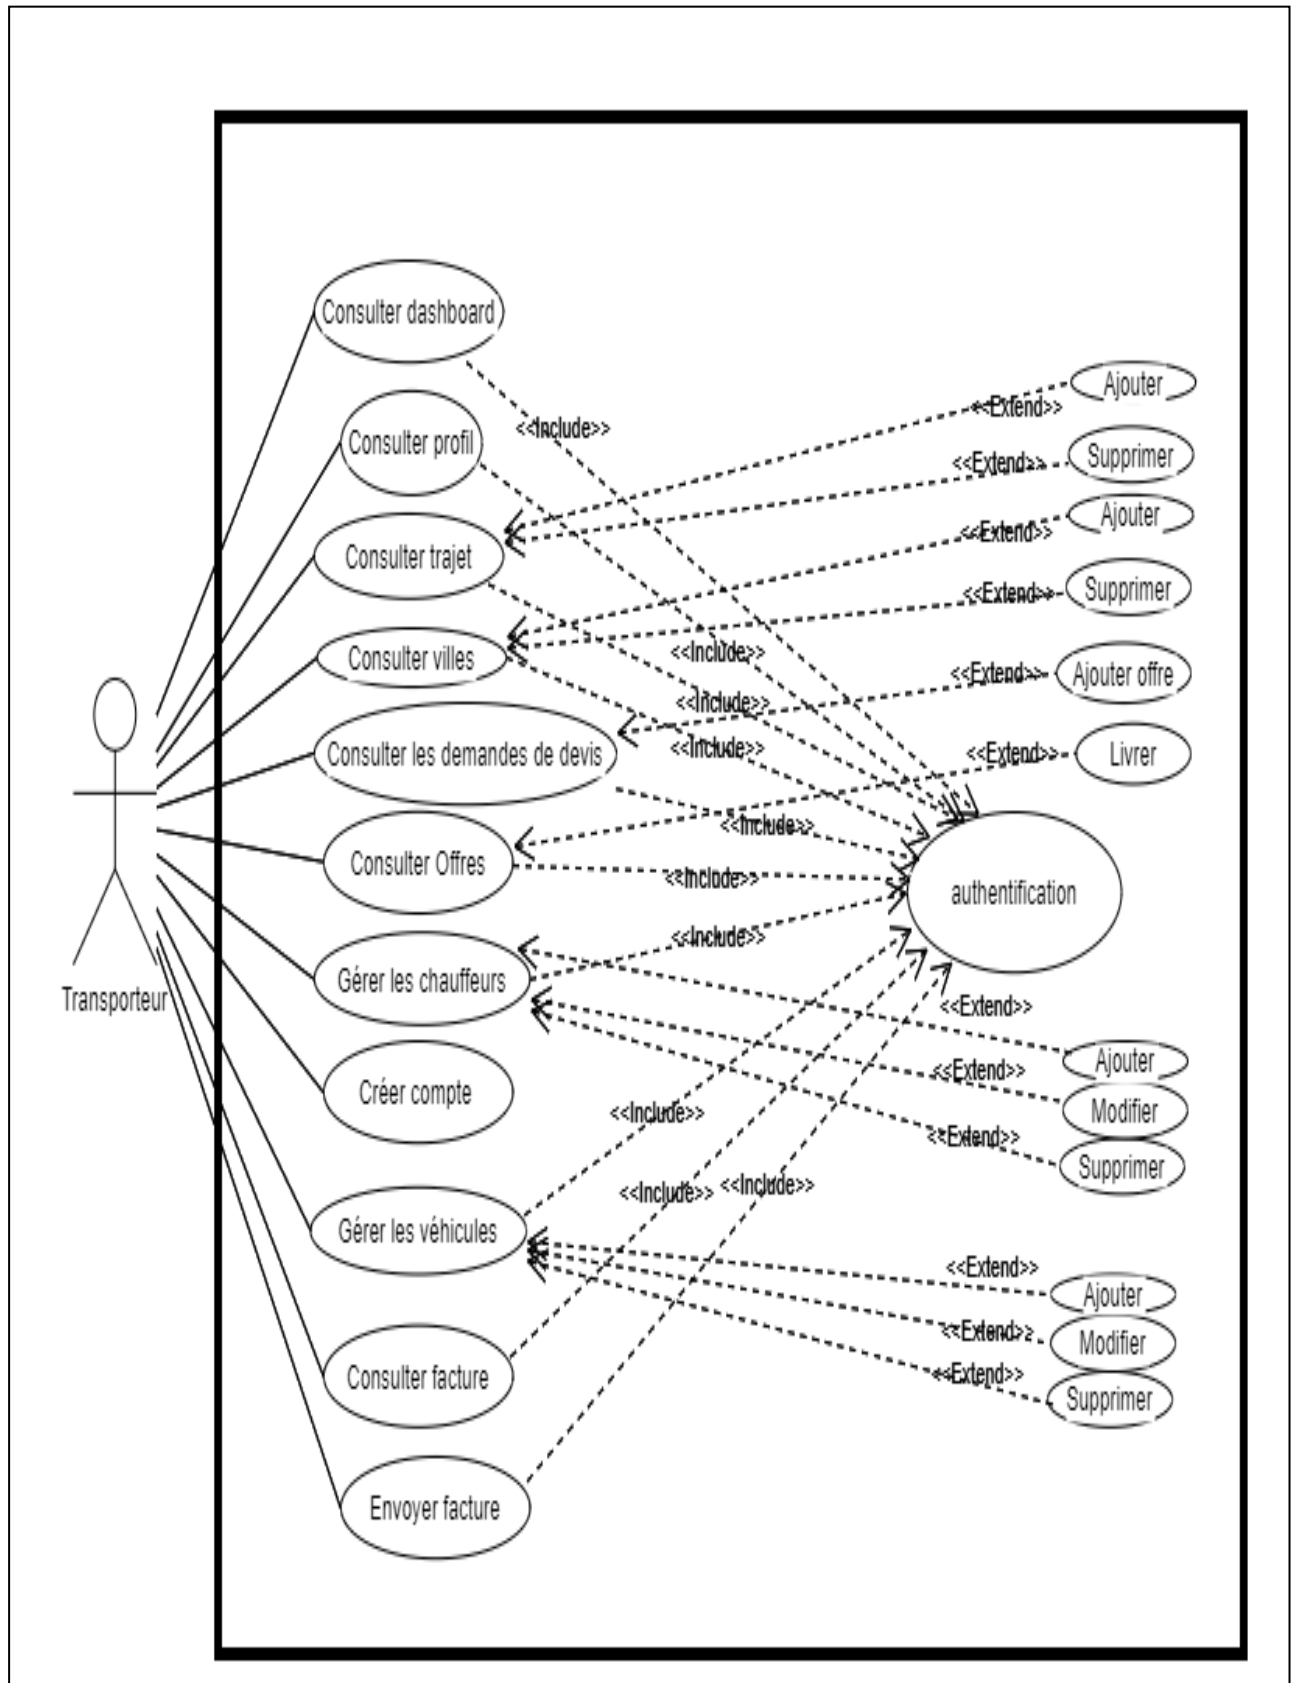 Consulter dashboard
Ajouter
<<Extend>>
<<Include>>
Consulter profil
Supprimer
<<Extend>>
Ajouter
<<Extend>>
Consulter trajet
Supprimer
<<Extend>>
<<Include>>
Consulter villes
Ajouter offre
<<Extend>>
<<Include>>
<<Include>>
Consulter les demandes de devis
<<Extend>>
Livrer
<<Include>>
Consulter Offres
<<Include>>
authentification
<<Include>>
Gérer les chauffeurs
Transporteur
<<Extend>>
Ajouter
<<Extend>>
Créer compte
Modifier
<<Include>>
<<Extend>>
Supprimer
<<Include>>
<<Include>>
Gérer les véhicules
<<Extend>>
Ajouter
<<Extend>>
Modifier
Consulter facture
<<Extend>>
Supprimer
Envoyer facture